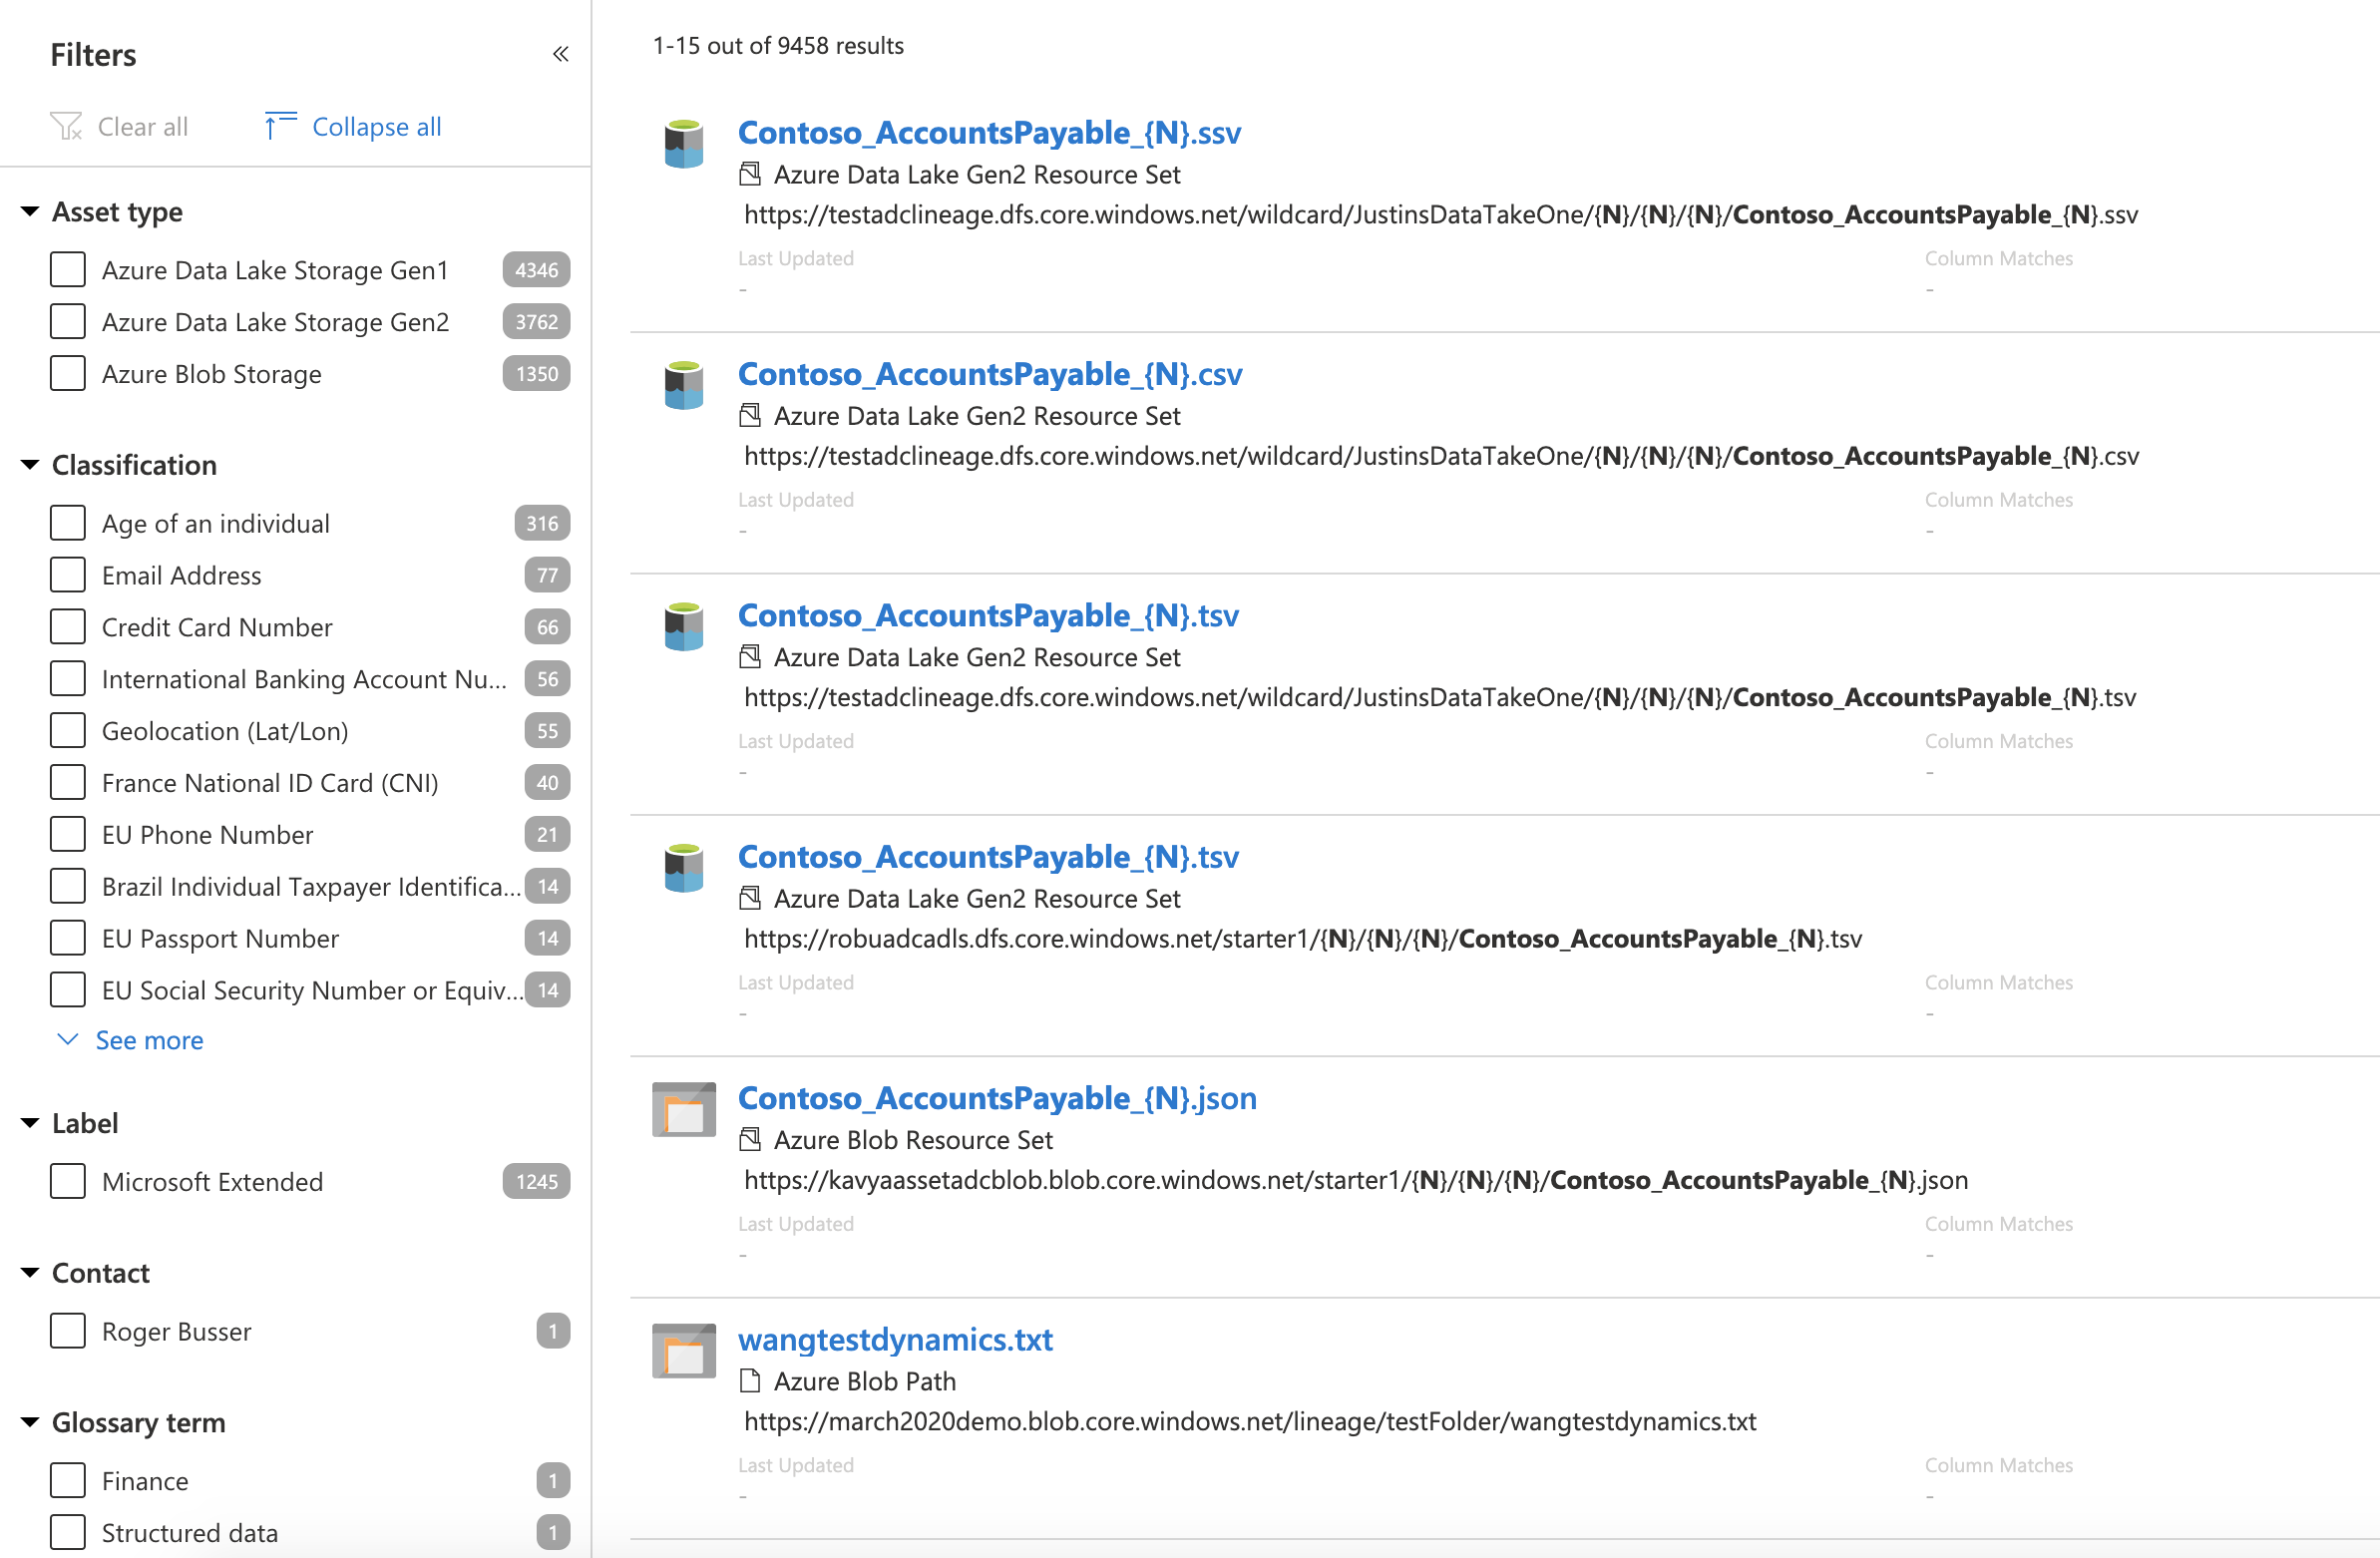 Filters
Clear all
Collapse all
Asset type
Azure Data Lake Storage Gen1 4346
Azure Data Lake Storage Gen2 3762
Azure Blob Storage 1350
Classification
Age of an individual 316
Email Address 77
Credit Card Number 66
International Banking Account Nu... 56
Geolocation (Lat/Lon) 55
France National ID Card (CNI) 40
EU Phone Number 21
Brazil Individual Taxpayer Identifica... 14
EU Passport Number 14
EU Social Security Number or Equiv... 14
See more
Label
Microsoft Extended 1245
Contact
Roger Busser 1
Glossary term
Finance 1
Structured data 1
1-15 out of 9458 results
Contoso_AccountsPayable_{N}.ssv
Azure Data Lake Gen2 Resource Set
https://testadclineage.dfs.core.windows.net/wildcard/JustinsDataTakeOne/{N}/{N}/{N}/Contoso_AccountsPayable_{N}.ssv
Last Updated Column Matches
- -
Contoso_AccountsPayable_{N}.csv
Azure Data Lake Gen2 Resource Set
https://testadclineage.dfs.core.windows.net/wildcard/JustinsDataTakeOne/{N}/{N}/{N}/Contoso_AccountsPayable_{N}.csv
Last Updated Column Matches
- -
Contoso_AccountsPayable_{N}.tsv
Azure Data Lake Gen2 Resource Set
https://testadclineage.dfs.core.windows.net/wildcard/JustinsDataTakeOne/{N}/{N}/{N}/Contoso_AccountsPayable_{N}.tsv
Last Updated Column Matches
- -
Contoso_AccountsPayable_{N}.tsv
Azure Data Lake Gen2 Resource Set
https://robuadcadls.dfs.core.windows.net/starter1/{N}/{N}/{N}/Contoso_AccountsPayable_{N}.tsv
Last Updated Column Matches
- -
Contoso_AccountsPayable_{N}.json
Azure Blob Resource Set
https://kavyaassetadcblob.blob.core.windows.net/starter1/{N}/{N}/{N}/Contoso_AccountsPayable_{N}.json
Last Updated Column Matches
- -
wangtestdynamics.txt
Azure Blob Path
https://march2020demo.blob.core.windows.net/lineage/testFolder/wangtestdynamics.txt
Last Updated Column Matches
- -